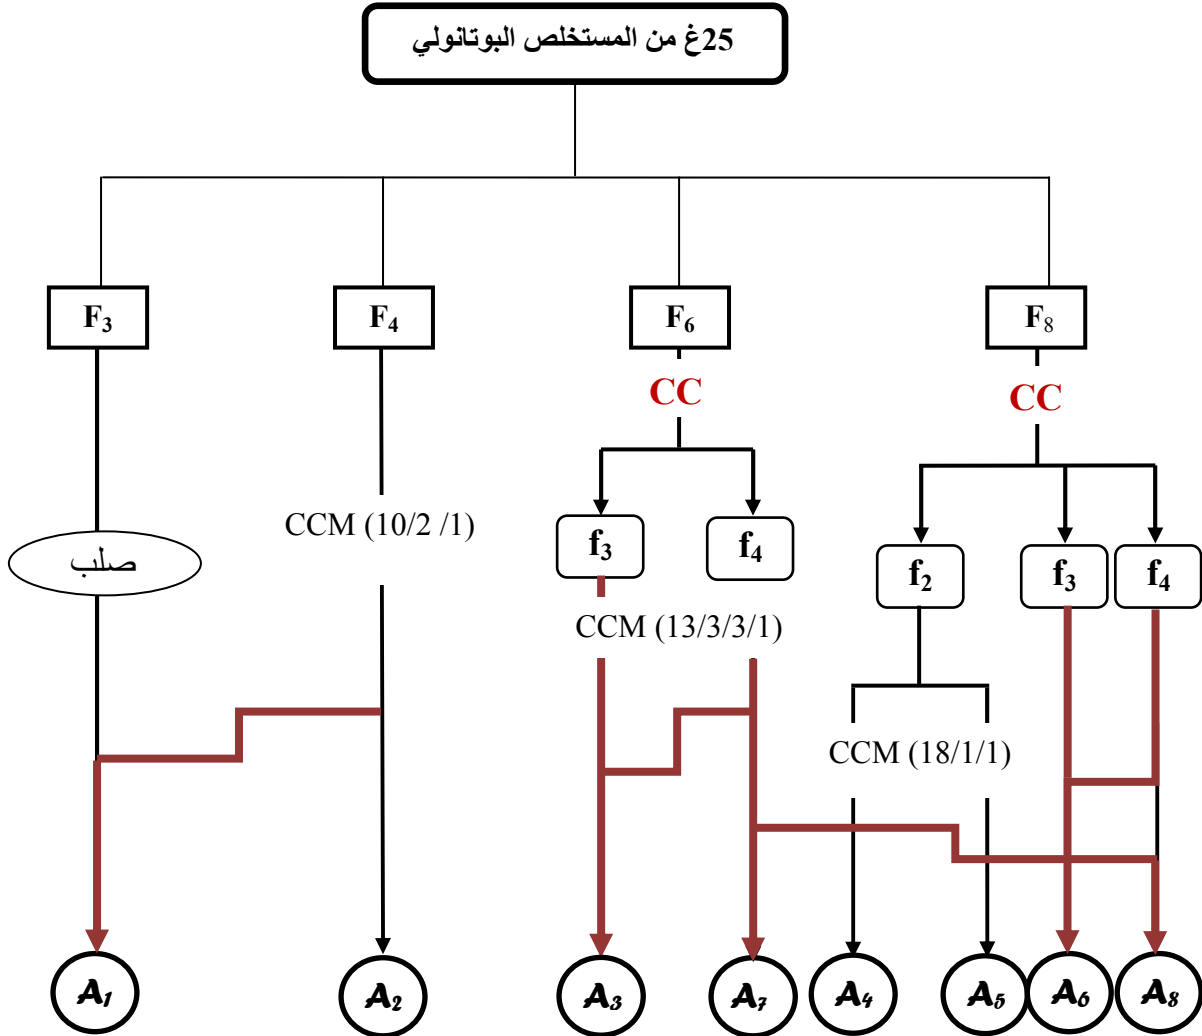 25غ من المستخلص البوتانولي
F₃
F₄
F₆
F₈
CC
CC
CCM (10/2 /1)
صلب
f₃
f₄
f₂
f₃
f₄
CCM (13/3/3/1)
CCM (18/1/1)
A₁
A₂
A₃
A₇
A₄
A₅
A₆
A₈